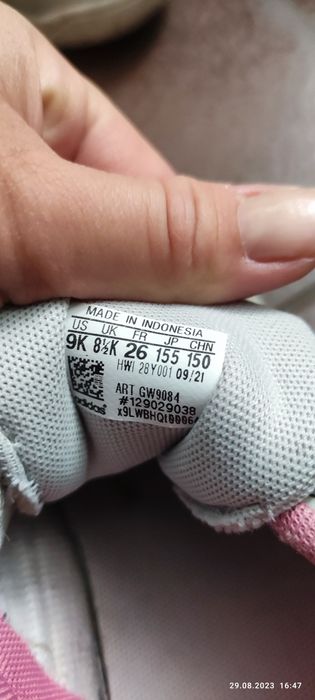 MADE IN INDONESIA
US UK FR JP CHN
9K 8½K 26 155 150
HWI 28Y001 09/21
ART GW9084
#129029038
adidas
29.08.2023 16:47